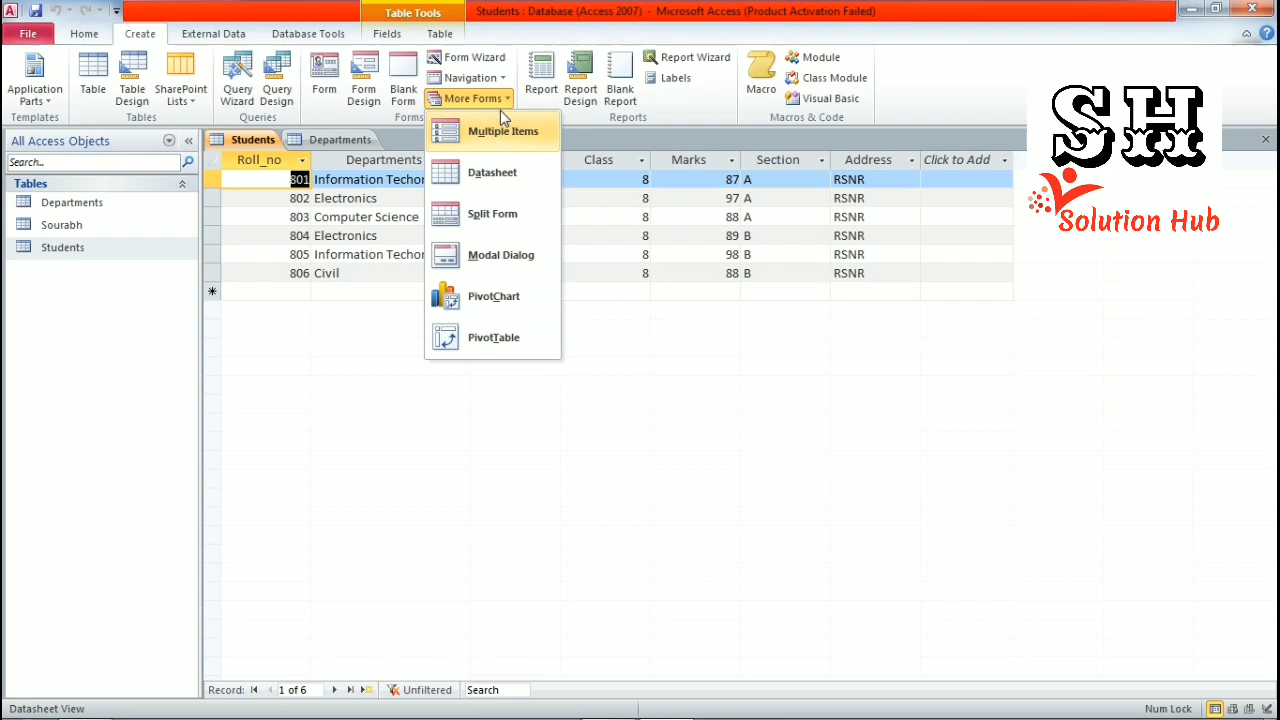 Table Tools
Students : Database (Access 2007) - Microsoft Access (Product Activation Failed)
File
Home
Create
External Data
Database Tools
Fields
Table
Application Parts
Templates
Table
Table Design
SharePoint Lists
Tables
Query Wizard
Query Design
Queries
Form
Form Design
Blank Form
Form Wizard
Navigation
More Forms
Forms
Report
Report Design
Blank Report
Report Wizard
Labels
Reports
Macro
Module
Class Module
Visual Basic
Macros & Code
All Access Objects
Search...
Tables
Departments
Sourabh
Students
Students
Departments
Roll_no Departments Class Marks Section Address Click to Add
801 Information Techor 8 87 A RSNR
802 Electronics 8 97 A RSNR
803 Computer Science 8 88 A RSNR
804 Electronics 8 89 B RSNR
805 Information Techor 8 98 B RSNR
806 Civil 8 88 B RSNR
Multiple Items
Datasheet
Split Form
Modal Dialog
PivotChart
PivotTable
SH
Solution Hub
Record: 1 of 6 Unfiltered Search
Datasheet View
Num Lock